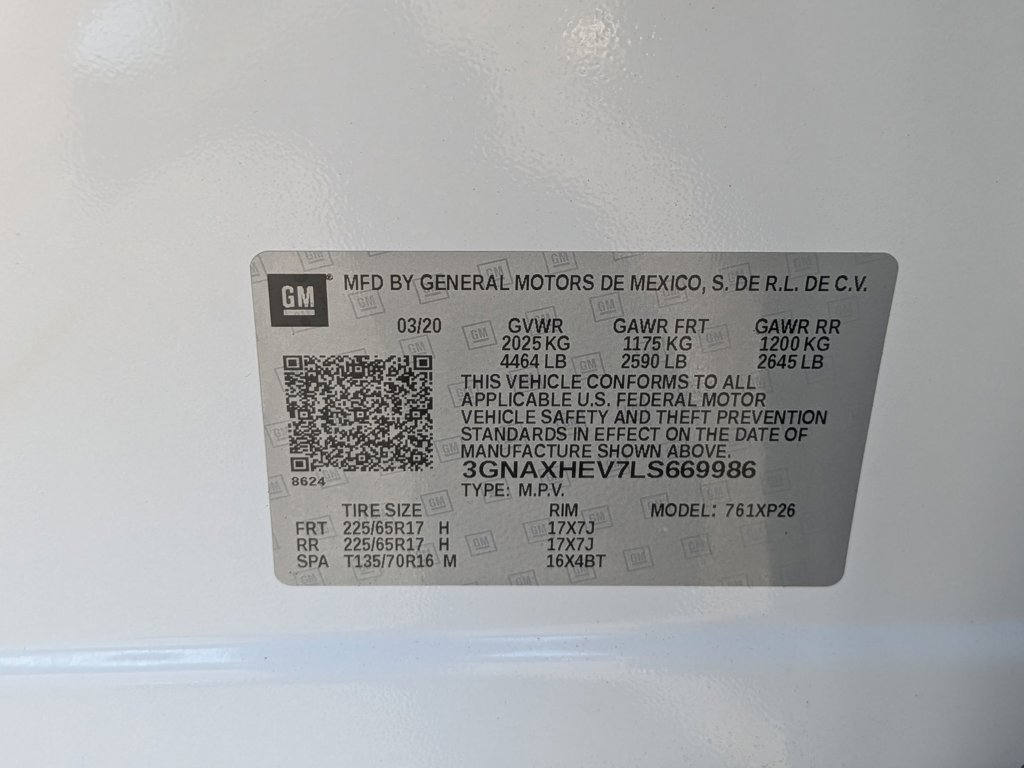 GM® MFD BY GENERAL MOTORS DE MEXICO, S. DE R.L. DE C.V.
03/20 GVWR GAWR FRT GAWR RR
2025 KG 1175 KG 1200 KG
4464 LB 2590 LB 2645 LB
THIS VEHICLE CONFORMS TO ALL
APPLICABLE U.S. FEDERAL MOTOR
VEHICLE SAFETY AND THEFT PREVENTION
STANDARDS IN EFFECT ON THE DATE OF
MANUFACTURE SHOWN ABOVE.
3GNAXHEV7LS669986
8624
TYPE: M.P.V.
TIRE SIZE RIM MODEL: 761XP26
FRT 225/65R17 H 17X7J
RR 225/65R17 H 17X7J
SPA T135/70R16 M 16X4BT